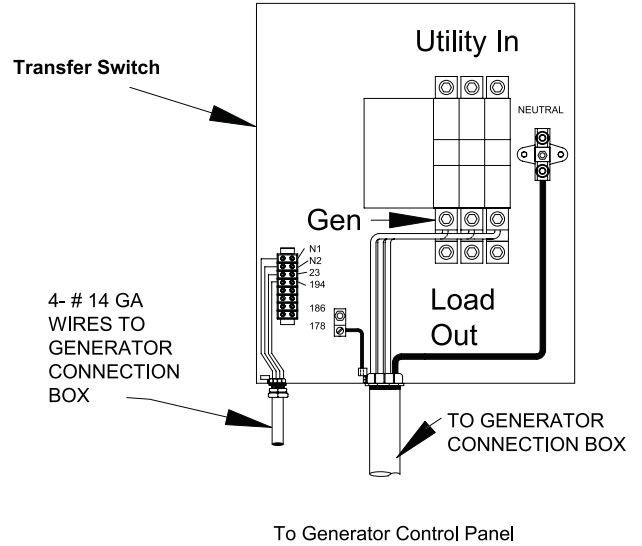 Utility In
Transfer Switch
NEUTRAL
Gen
N1
N2
23
194
186
178
Load
Out
4- # 14 GA
WIRES TO
GENERATOR
CONNECTION
BOX
TO GENERATOR
CONNECTION BOX
To Generator Control Panel